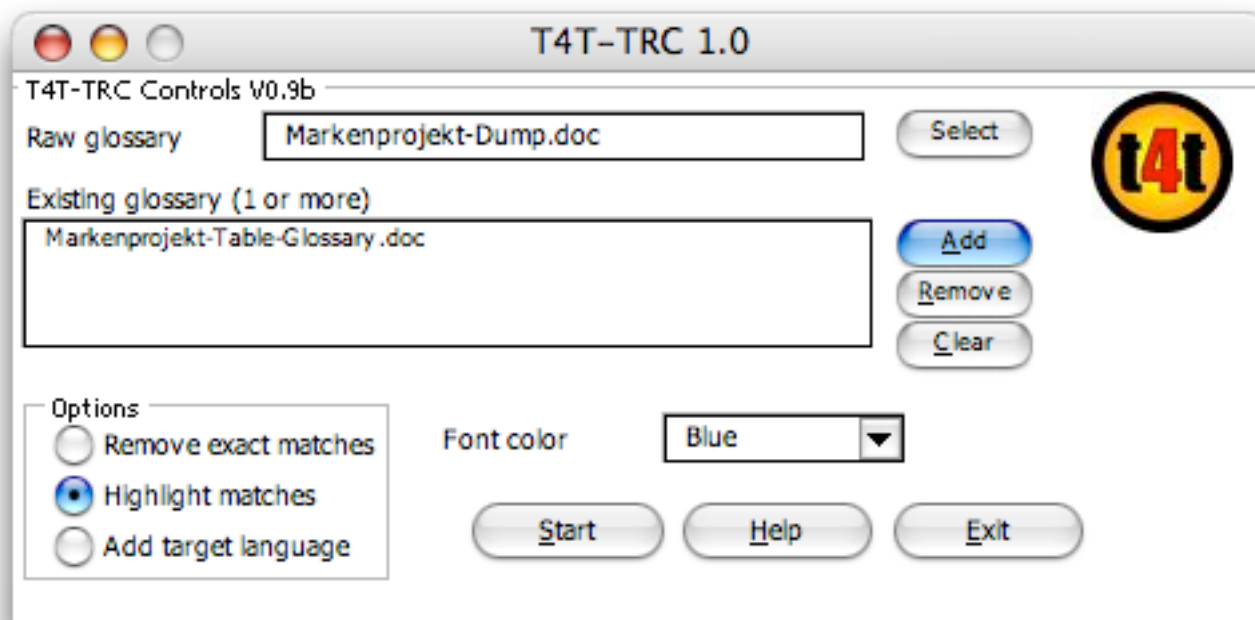 T4T-TRC 1.0
T4T-TRC Controls V0.9b
Raw glossary Markenprojekt-Dump.doc Select
t4t
Existing glossary (1 or more)
Markenprojekt-Table-Glossary.doc Add
Remove
Clear
Options
Remove exact matches Font color Blue
Highlight matches
Start Help Exit
Add target language